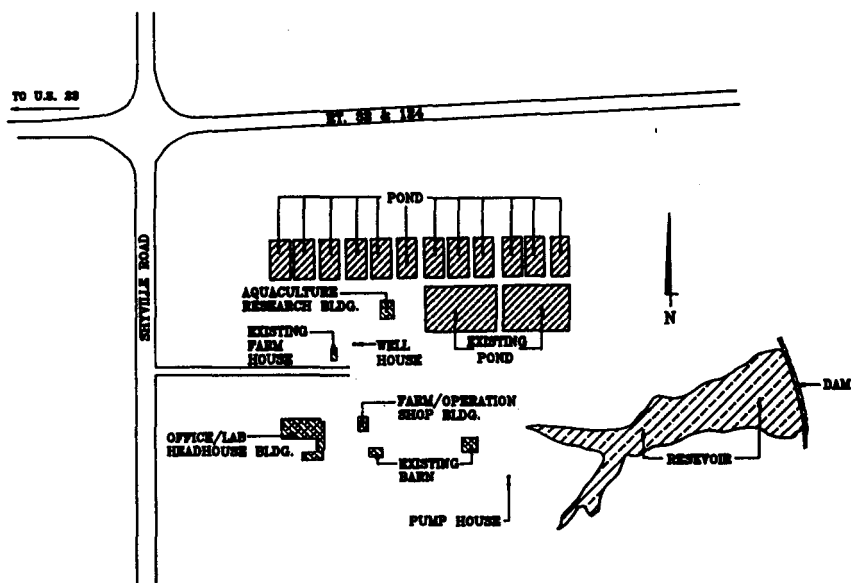 TO U.S. 23
RT. 32 & 124
SHYVILLE ROAD
POND
AQUACULTURE
RESEARCH BLDG.
EXISTING
FARM
HOUSE
WELL
HOUSE
EXISTING
POND
N
DAM
FARM/OPERATION
SHOP BLDG.
OFFICE/LAB
HEADHOUSE BLDG.
EXISTING
BARN
RESEVOIR
PUMP HOUSE